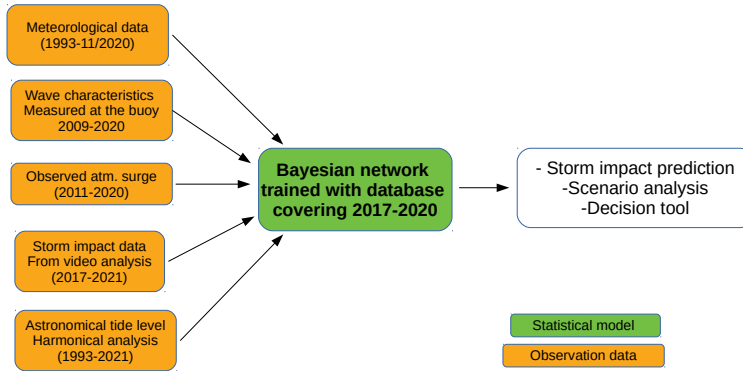 Meteorological data
(1993-11/2020)
Wave characteristics
Measured at the buoy
2009-2020
Observed atm. surge
(2011-2020)
Storm impact data
From video analysis
(2017-2021)
Astronomical tide level
Harmonical analysis
(1993-2021)
Bayesian network
trained with database
covering 2017-2020
- Storm impact prediction
-Scenario analysis
-Decision tool
Statistical model
Observation data